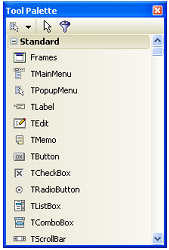 Tool Palette
Standard
Frames
TMainMenu
TPopupMenu
TLabel
TEdit
TMemo
TButton
TCheckBox
TRadioButton
TListBox
TComboBox
TScrollBar